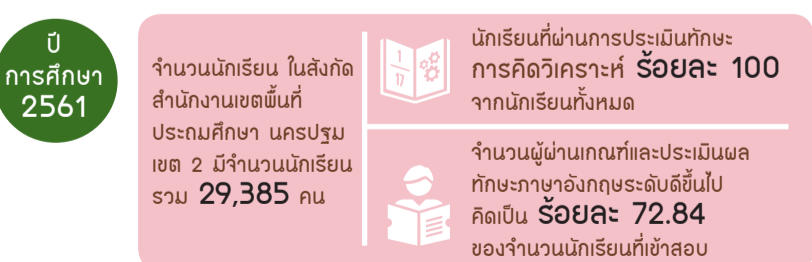 ปี
การศึกษา
2561
จำนวนนักเรียน ในสังกัด
สำนักงานเขตพื้นที่
ประถมศึกษา นครปฐม
เขต 2 มีจำนวนนักเรียน
รวม 29,385 คน
1
17
นักเรียนที่ผ่านการประเมินทักษะ
การคิดวิเคราะห์ ร้อยละ 100
จากนักเรียนทั้งหมด
จำนวนผู้ผ่านเกณฑ์และประเมินผล
ทักษะภาษาอังกฤษระดับดีขึ้นไป
คิดเป็น ร้อยละ 72.84
ของจำนวนนักเรียนที่เข้าสอบ